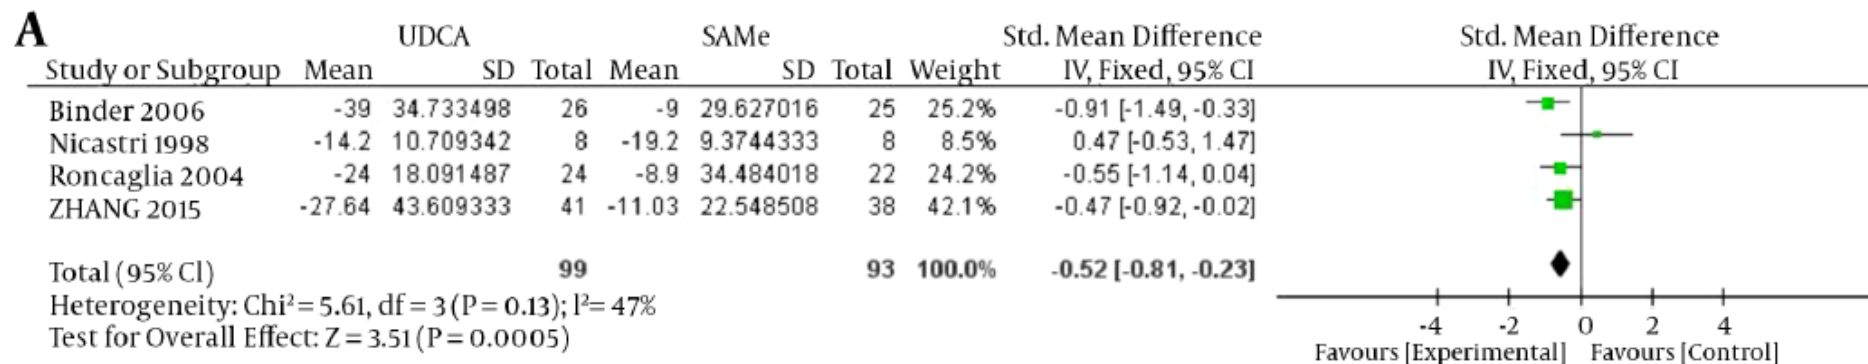 A
UDCA SAMe Std. Mean Difference Std. Mean Difference
Study or Subgroup Mean SD Total Mean SD Total Weight IV, Fixed, 95% CI IV, Fixed, 95% CI
Binder 2006 -39 34.733498 26 -9 29.627016 25 25.2% -0.91 [-1.49, -0.33]
Nicastri 1998 -14.2 10.709342 8 -19.2 9.3744333 8 8.5% 0.47 [-0.53, 1.47]
Roncaglia 2004 -24 18.091487 24 -8.9 34.484018 22 24.2% -0.55 [-1.14, 0.04]
ZHANG 2015 -27.64 43.609333 41 -11.03 22.548508 38 42.1% -0.47 [-0.92, -0.02]
Total (95% Cl) 99 93 100.0% -0.52 [-0.81, -0.23]
Heterogeneity: Chi² = 5.61, df = 3 (P = 0.13); l²= 47%
Test for Overall Effect: Z = 3.51 (P = 0.0005)
-4 -2 0 2 4
Favours [Experimental] Favours [Control]